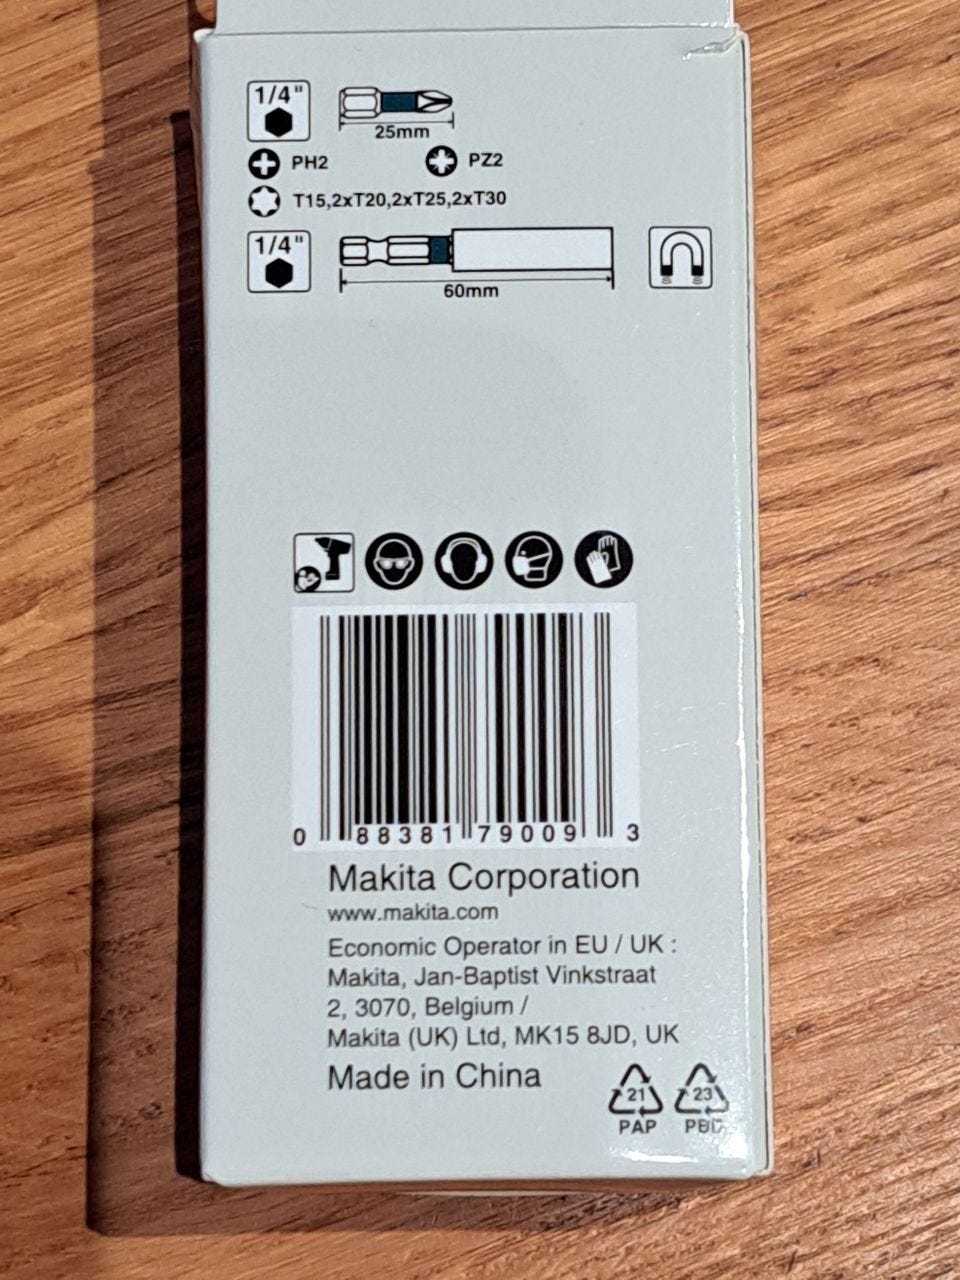 1/4"
25mm
PH2 PZ2
T15,2xT20,2xT25,2xT30
1/4"
60mm
0 88381 79009 3
Makita Corporation
www.makita.com
Economic Operator in EU / UK :
Makita, Jan-Baptist Vinkstraat
2, 3070, Belgium /
Makita (UK) Ltd, MK15 8JD, UK
Made in China
21 23
PAP PBD